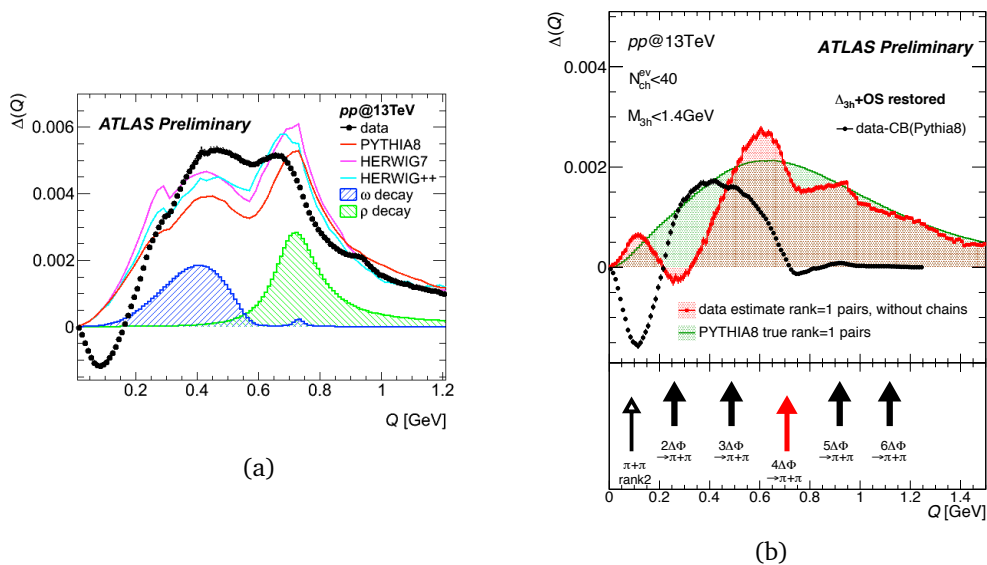 Δ(Q)
0.006
0.004
0.002
0
ATLAS Preliminary
pp@13TeV
data
PYTHIA8
HERWIG7
HERWIG++
ω decay
ρ decay
0.2 0.4 0.6 0.8 1 1.2
Q [GeV]
(a)
Δ(Q)
0.004
0.002
0
pp@13TeV
ATLAS Preliminary
N_ch^ev<40
M_3h<1.4GeV
Δ_3h+OS restored
data-CB(Pythia8)
data estimate rank=1 pairs, without chains
PYTHIA8 true rank=1 pairs
π+π
rank2
2ΔΦ
→π+π
3ΔΦ
→π+π
4ΔΦ
→π+π
5ΔΦ
→π+π
6ΔΦ
→π+π
0 0.2 0.4 0.6 0.8 1 1.2 1.4
Q [GeV]
(b)